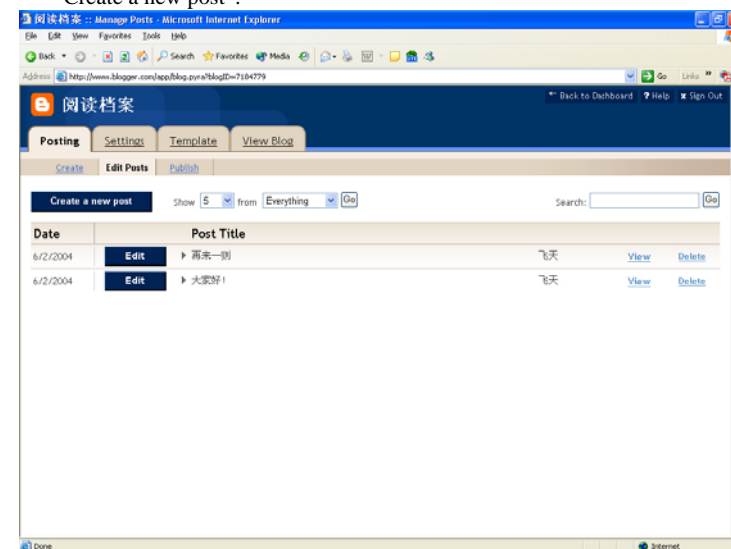 "Create a new post".
阅读档案 :: Manage Posts - Microsoft Internet Explorer
File Edit View Favorites Tools Help
Back Search Favorites Media
Address http://www.blogger.com/app/blog.pyra?blogID=7184779 Go Links »
阅读档案 Back to Dashboard ? Help x Sign Out
Posting Settings Template View Blog
Create Edit Posts Publish
Create a new post Show 5 from Everything Go Search: Go
Date Post Title
6/2/2004 Edit 再来一则 飞天 View Delete
6/2/2004 Edit 大家好! 飞天 View Delete
Done Internet